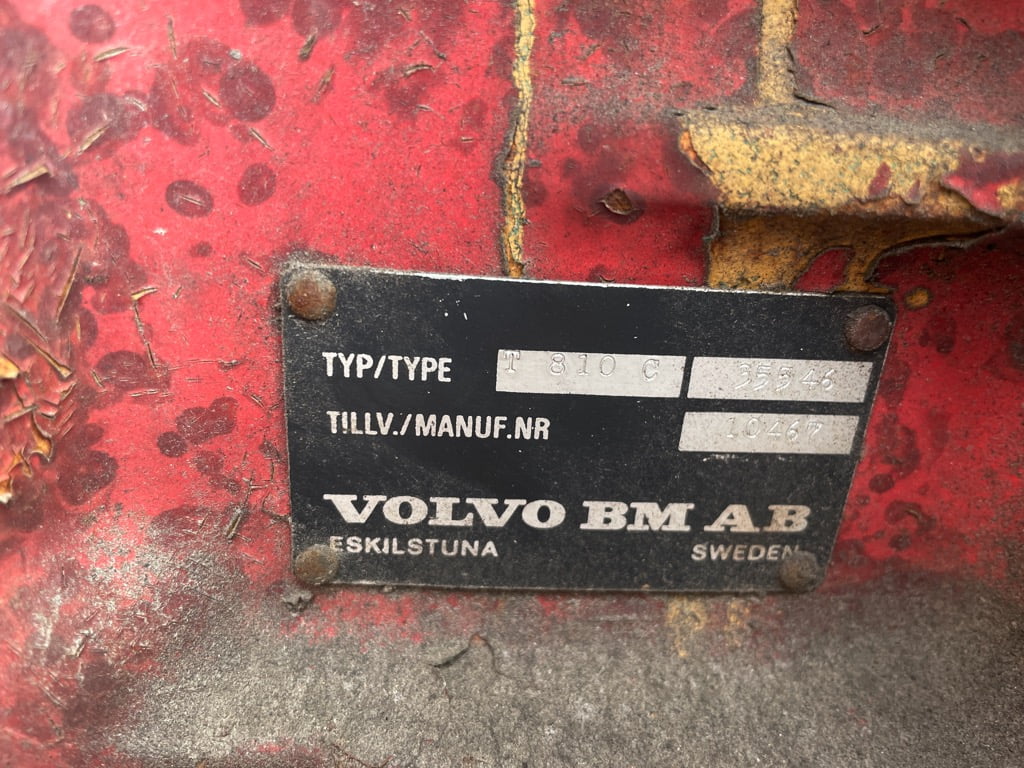 TYP/TYPE T 810 C 35546
TILLV./MANUF.NR 10467
VOLVO BM AB
ESKILSTUNA SWEDEN